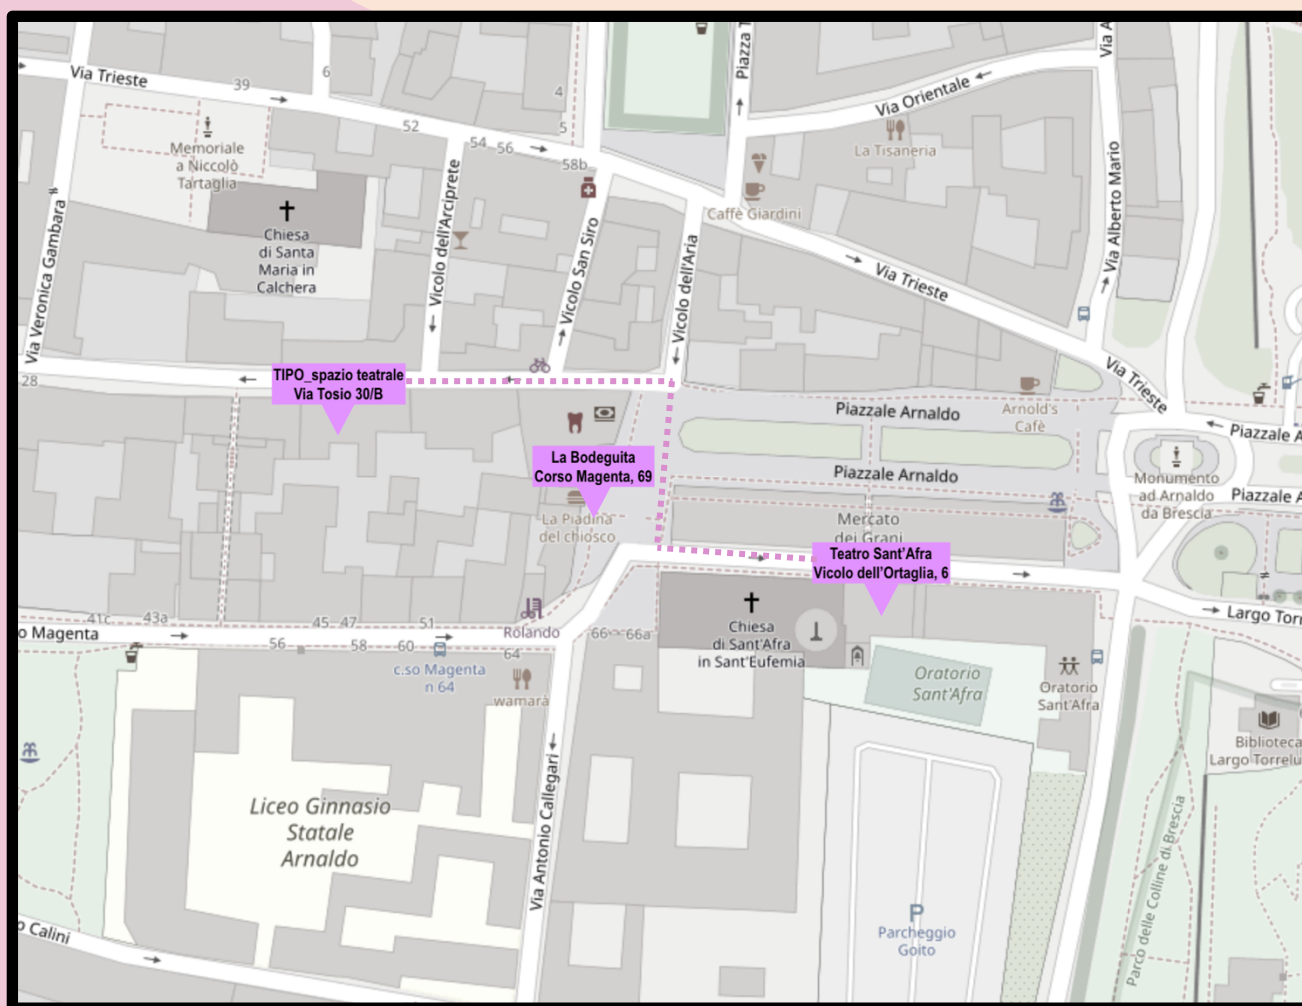 Via Trieste
39
6
52
54
56
58b
4
5
Piazza T
Via Orientale
La Tisaneria
Memoriale
a Niccolò
Tartaglia
Chiesa
di Santa
Maria in
Calchera
Via Veronica Gambara
Vicolo dell'Arciprete
Vicolo San Siro
Vicolo dell'Aria
Caffè Giardini
Via Trieste
Via Alberto Mario
Via A
Via Trieste
28
TIPO_spazio teatrale
Via Tosio 30/B
Piazzale Arnaldo
Arnold's
Cafè
Piazzale A
La Bodeguita
Corso Magenta, 69
Piazzale Arnaldo
Monumento
ad Arnaldo
da Brescia
Piazzale A
La Piadina
del chiosco
Mercato
dei Grani
Teatro Sant'Afra
Vicolo dell'Ortaglia, 6
o Magenta
41c
43a
45
47
51
56
58
60
64
66
66a
Rolando
c.so Magenta
n 64
wamarà
Chiesa
di Sant'Afra
in Sant'Eufemia
Oratorio
Sant'Afra
Oratorio
Sant'Afra
Largo Torr
Biblioteca
Largo Torrelu
Liceo Ginnasio
Statale
Arnaldo
Via Antonio Callegari
P
Parcheggio
Goito
Parco delle Colline di Brescia
o Calini